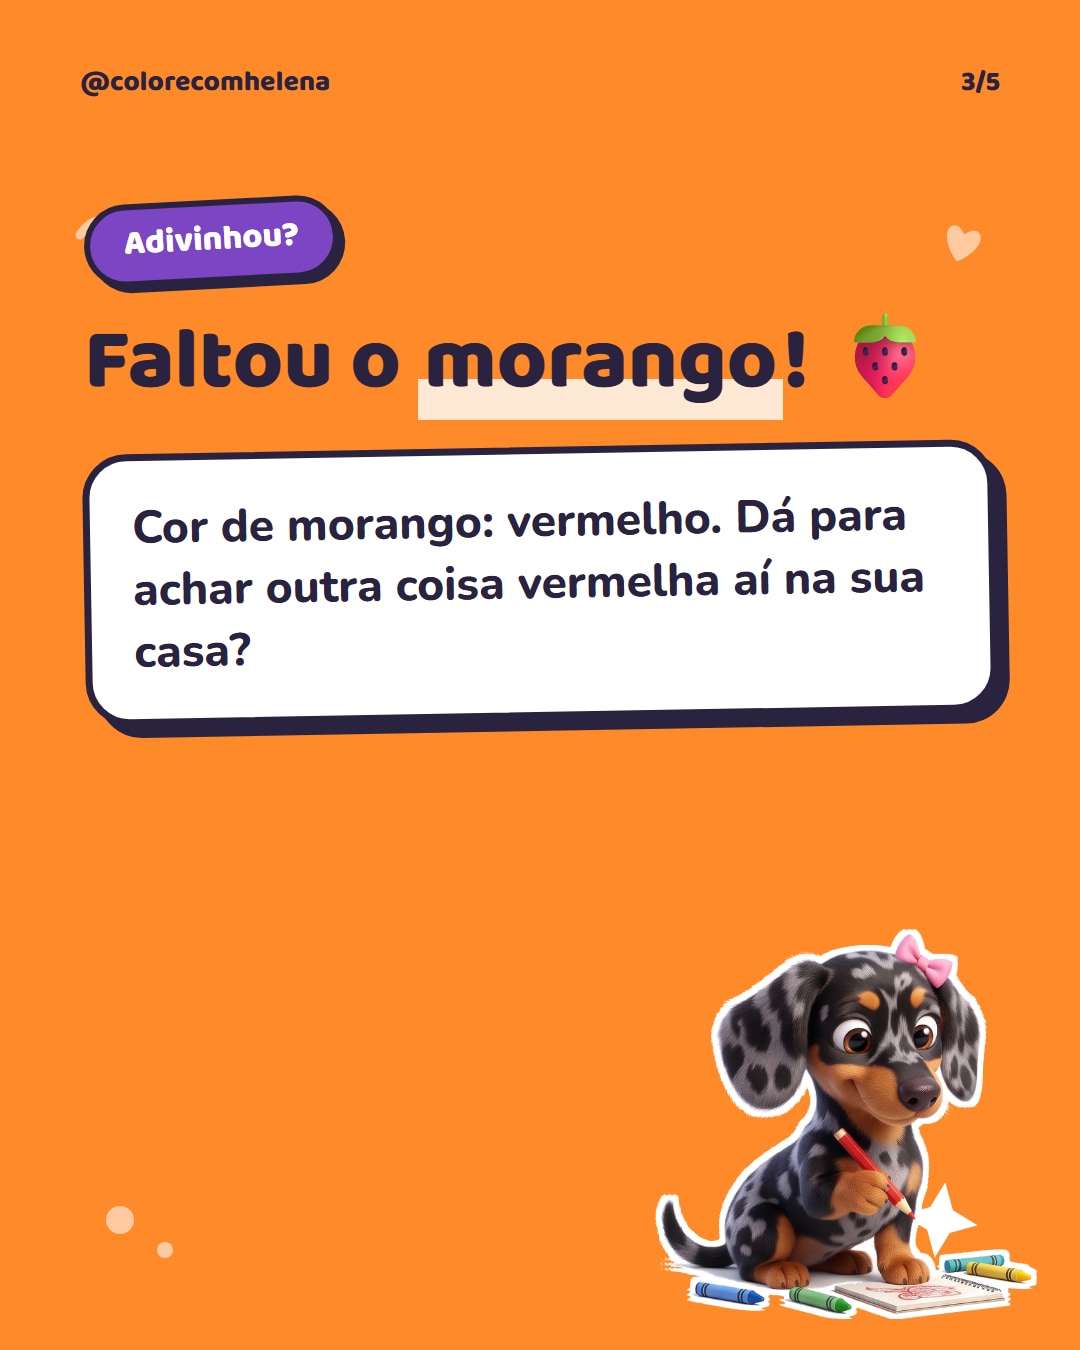 @colorecomhelena
3/5
Adivinhou?
Faltou o morango!
Cor de morango: vermelho. Dá para
achar outra coisa vermelha aí na sua
casa?